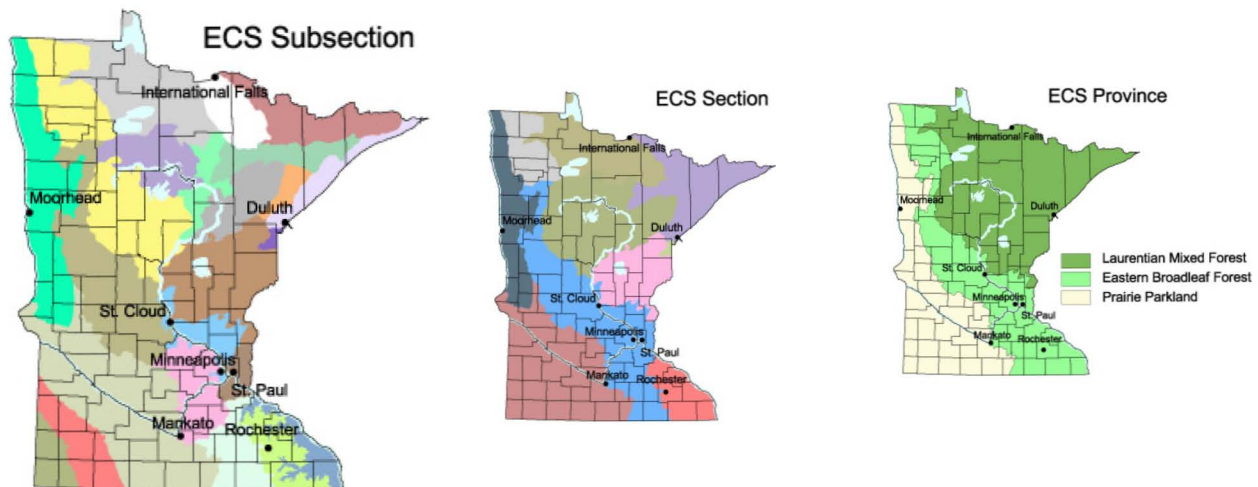 ECS Subsection
International Falls
Moorhead
Duluth
St. Cloud
Minneapolis
St. Paul
Mankato
Rochester
ECS Section
International Falls
Moorhead
Duluth
St. Cloud
Minneapolis
St. Paul
Mankato
Rochester
ECS Province
International Falls
Moorhead
Duluth
St. Cloud
Minneapolis
St. Paul
Mankato
Rochester
Laurentian Mixed Forest
Eastern Broadleaf Forest
Prairie Parkland